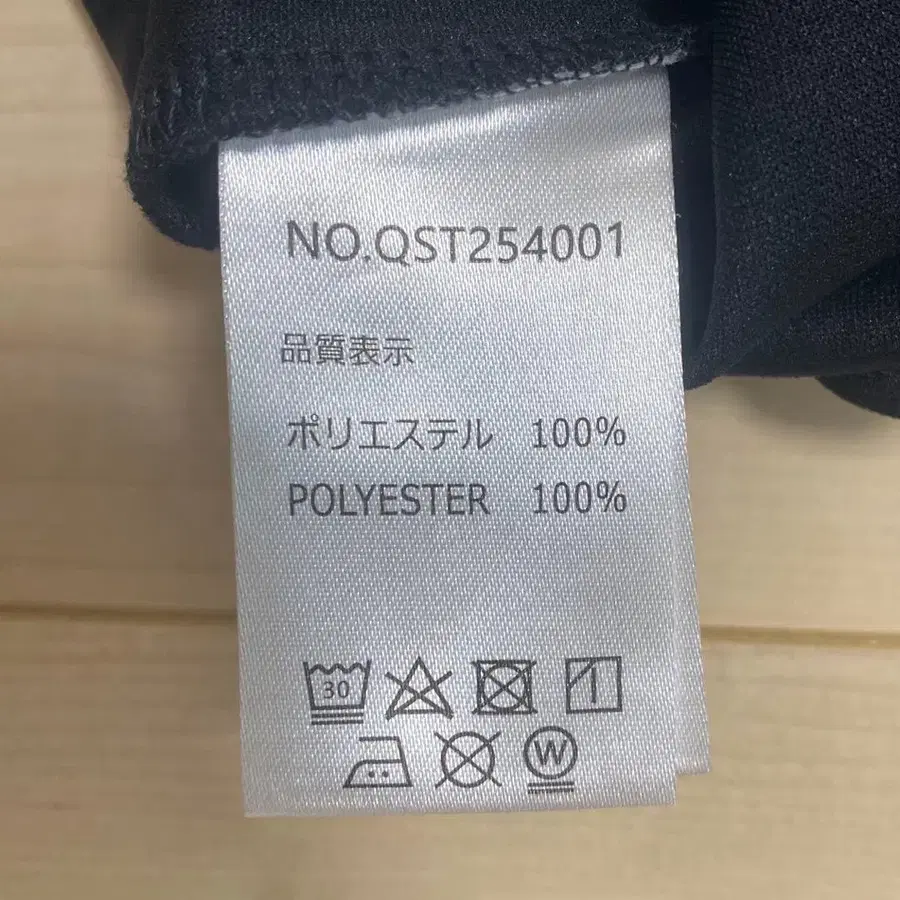 NO.QST254001
品質表示
ポリエステル 100%
POLYESTER 100%
30
W